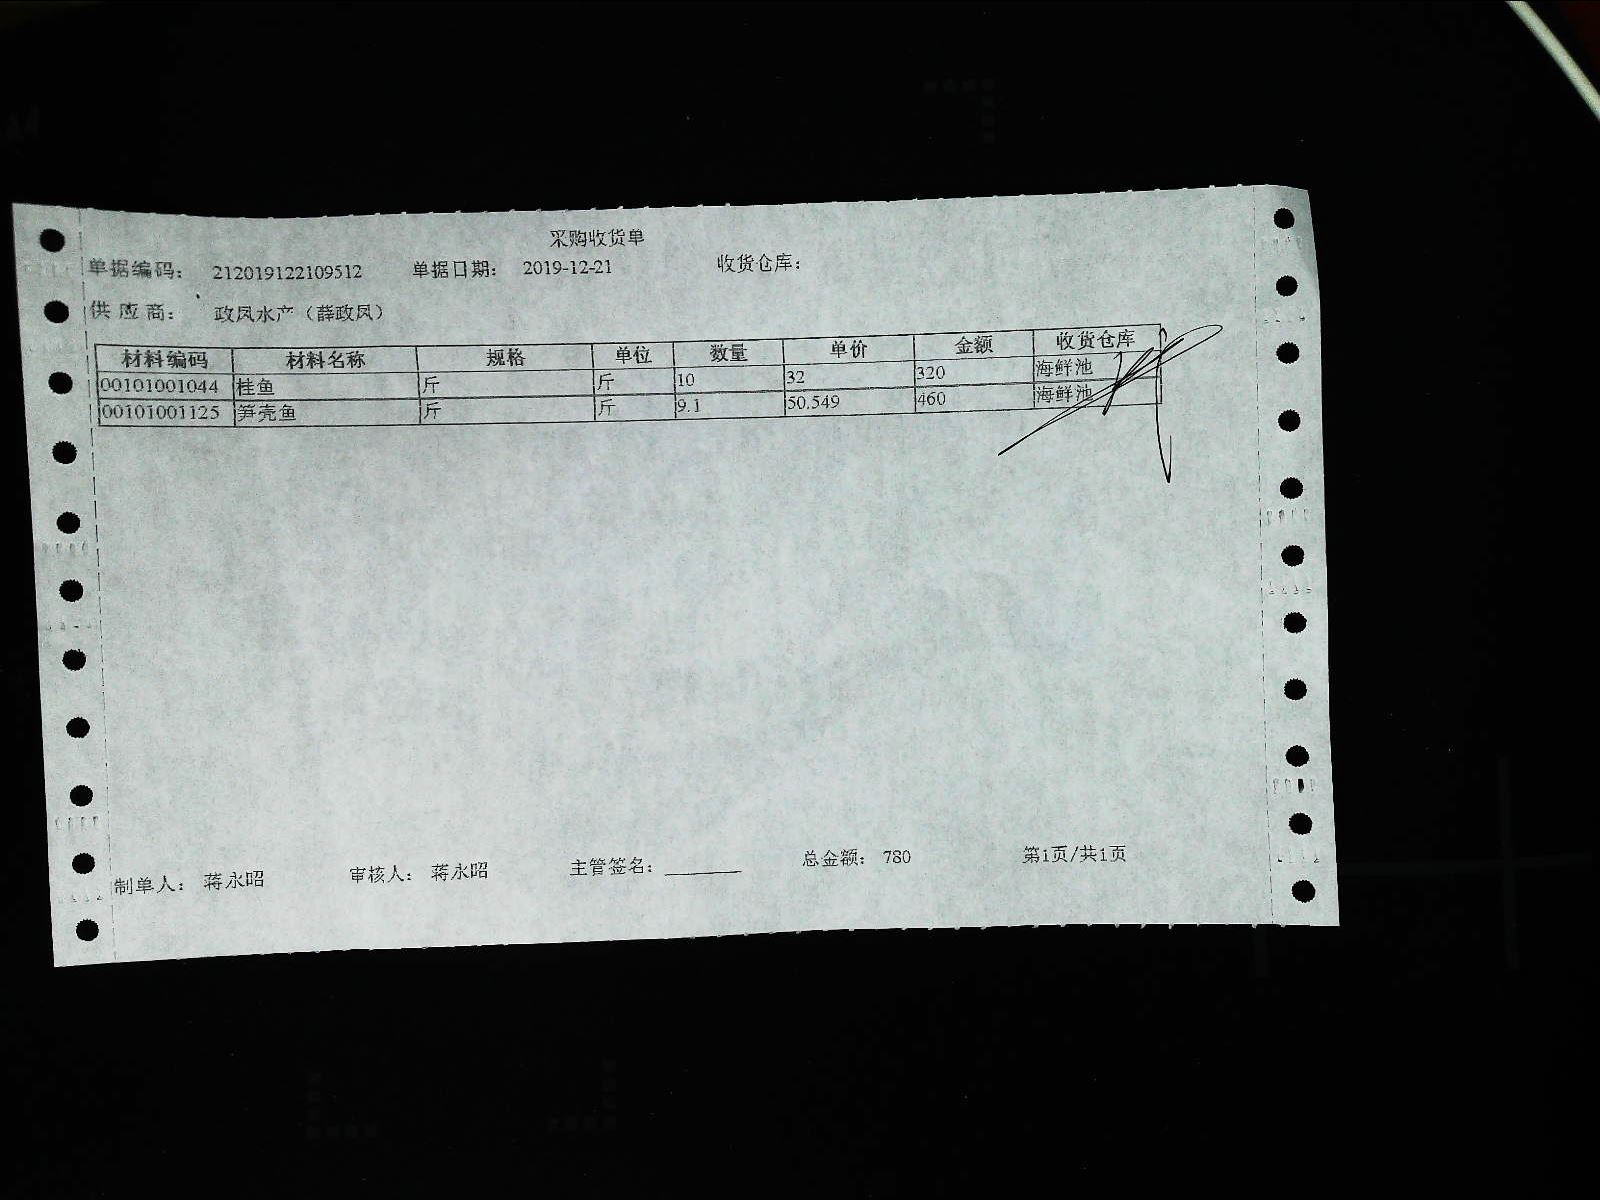 采购收货单
单据编码： 212019122109512 单据日期： 2019-12-21 收货仓库：
供应商： 政凤水产（薛政凤）
材料编码 材料名称 规格 单位 数量 单价 金额 收货仓库
00101001044 桂鱼 斤 斤 10 32 320 海鲜池
00101001125 笋壳鱼 斤 斤 9.1 50.549 460 海鲜池
制单人： 蒋永昭 审核人： 蒋永昭 主管签名： 总金额： 780 第1页/共1页